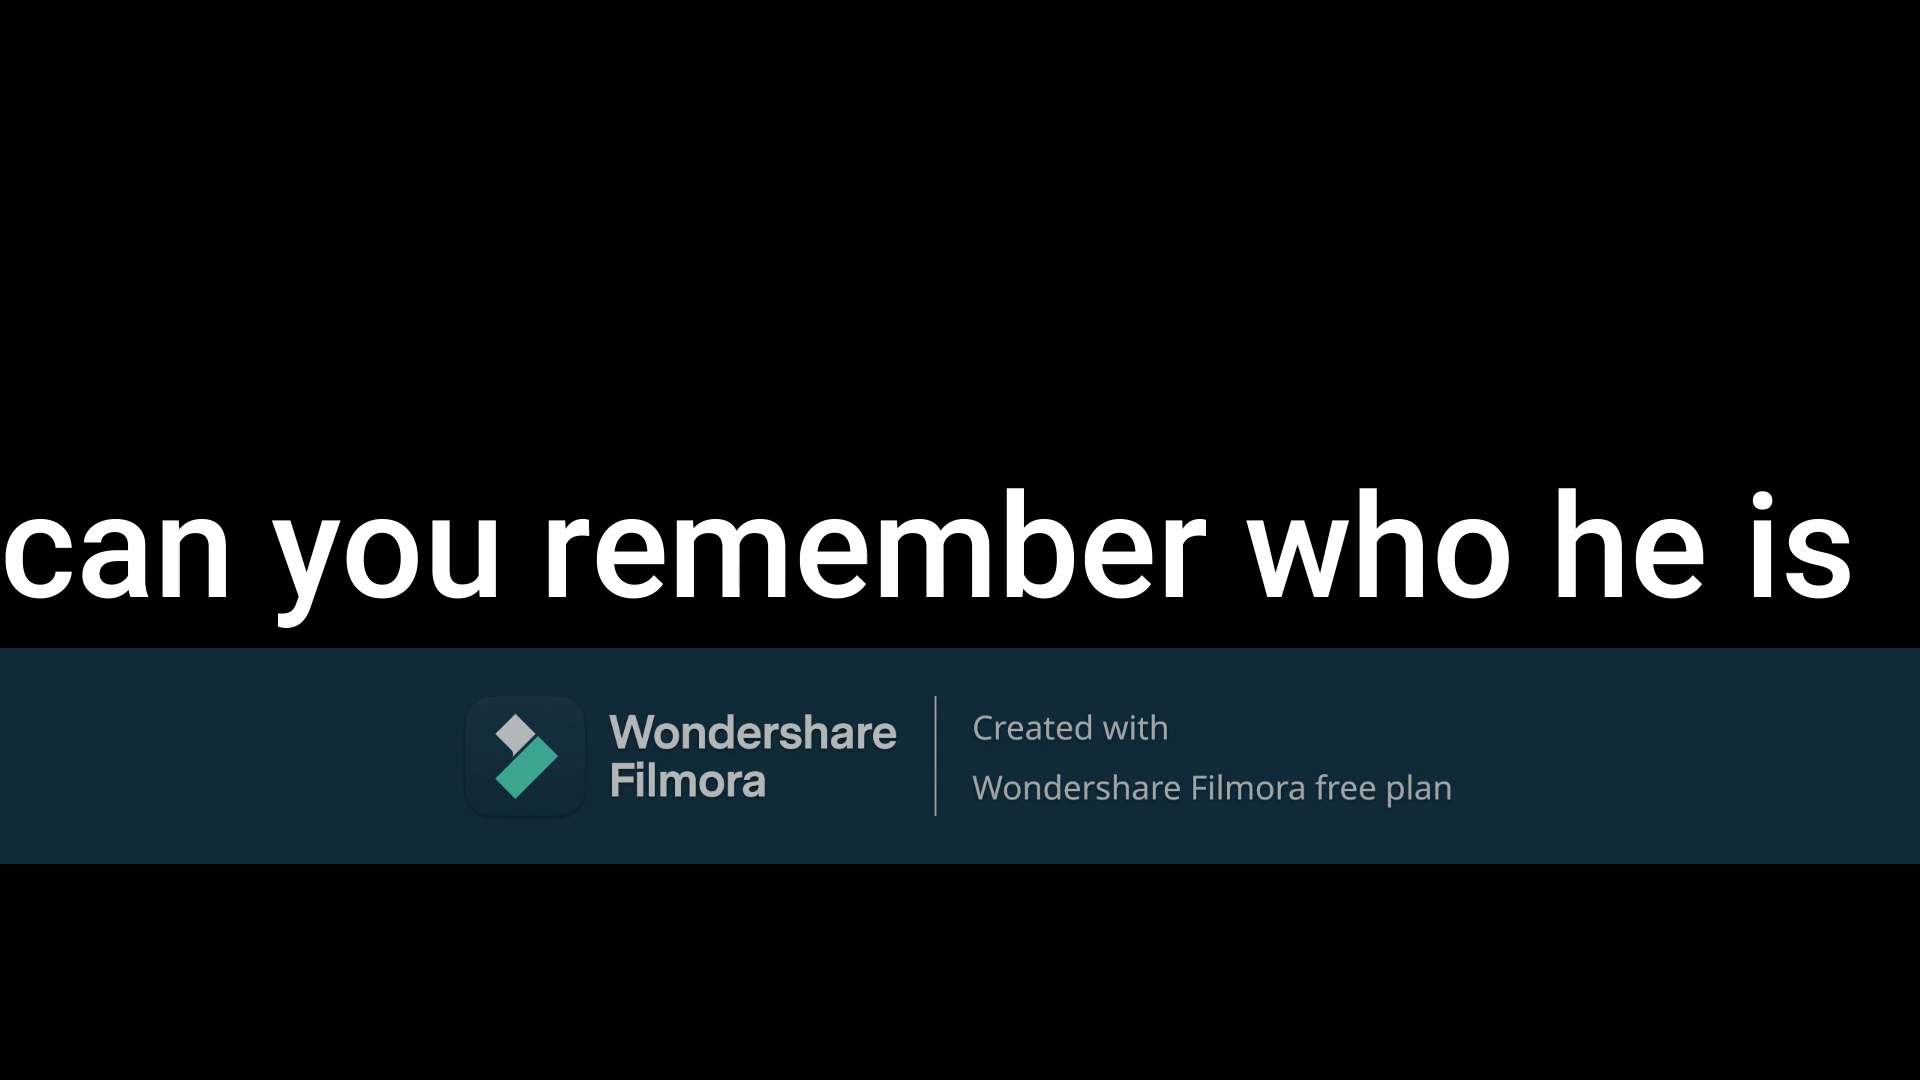 can you remember who he is
Wondershare
Filmora
Created with
Wondershare Filmora free plan